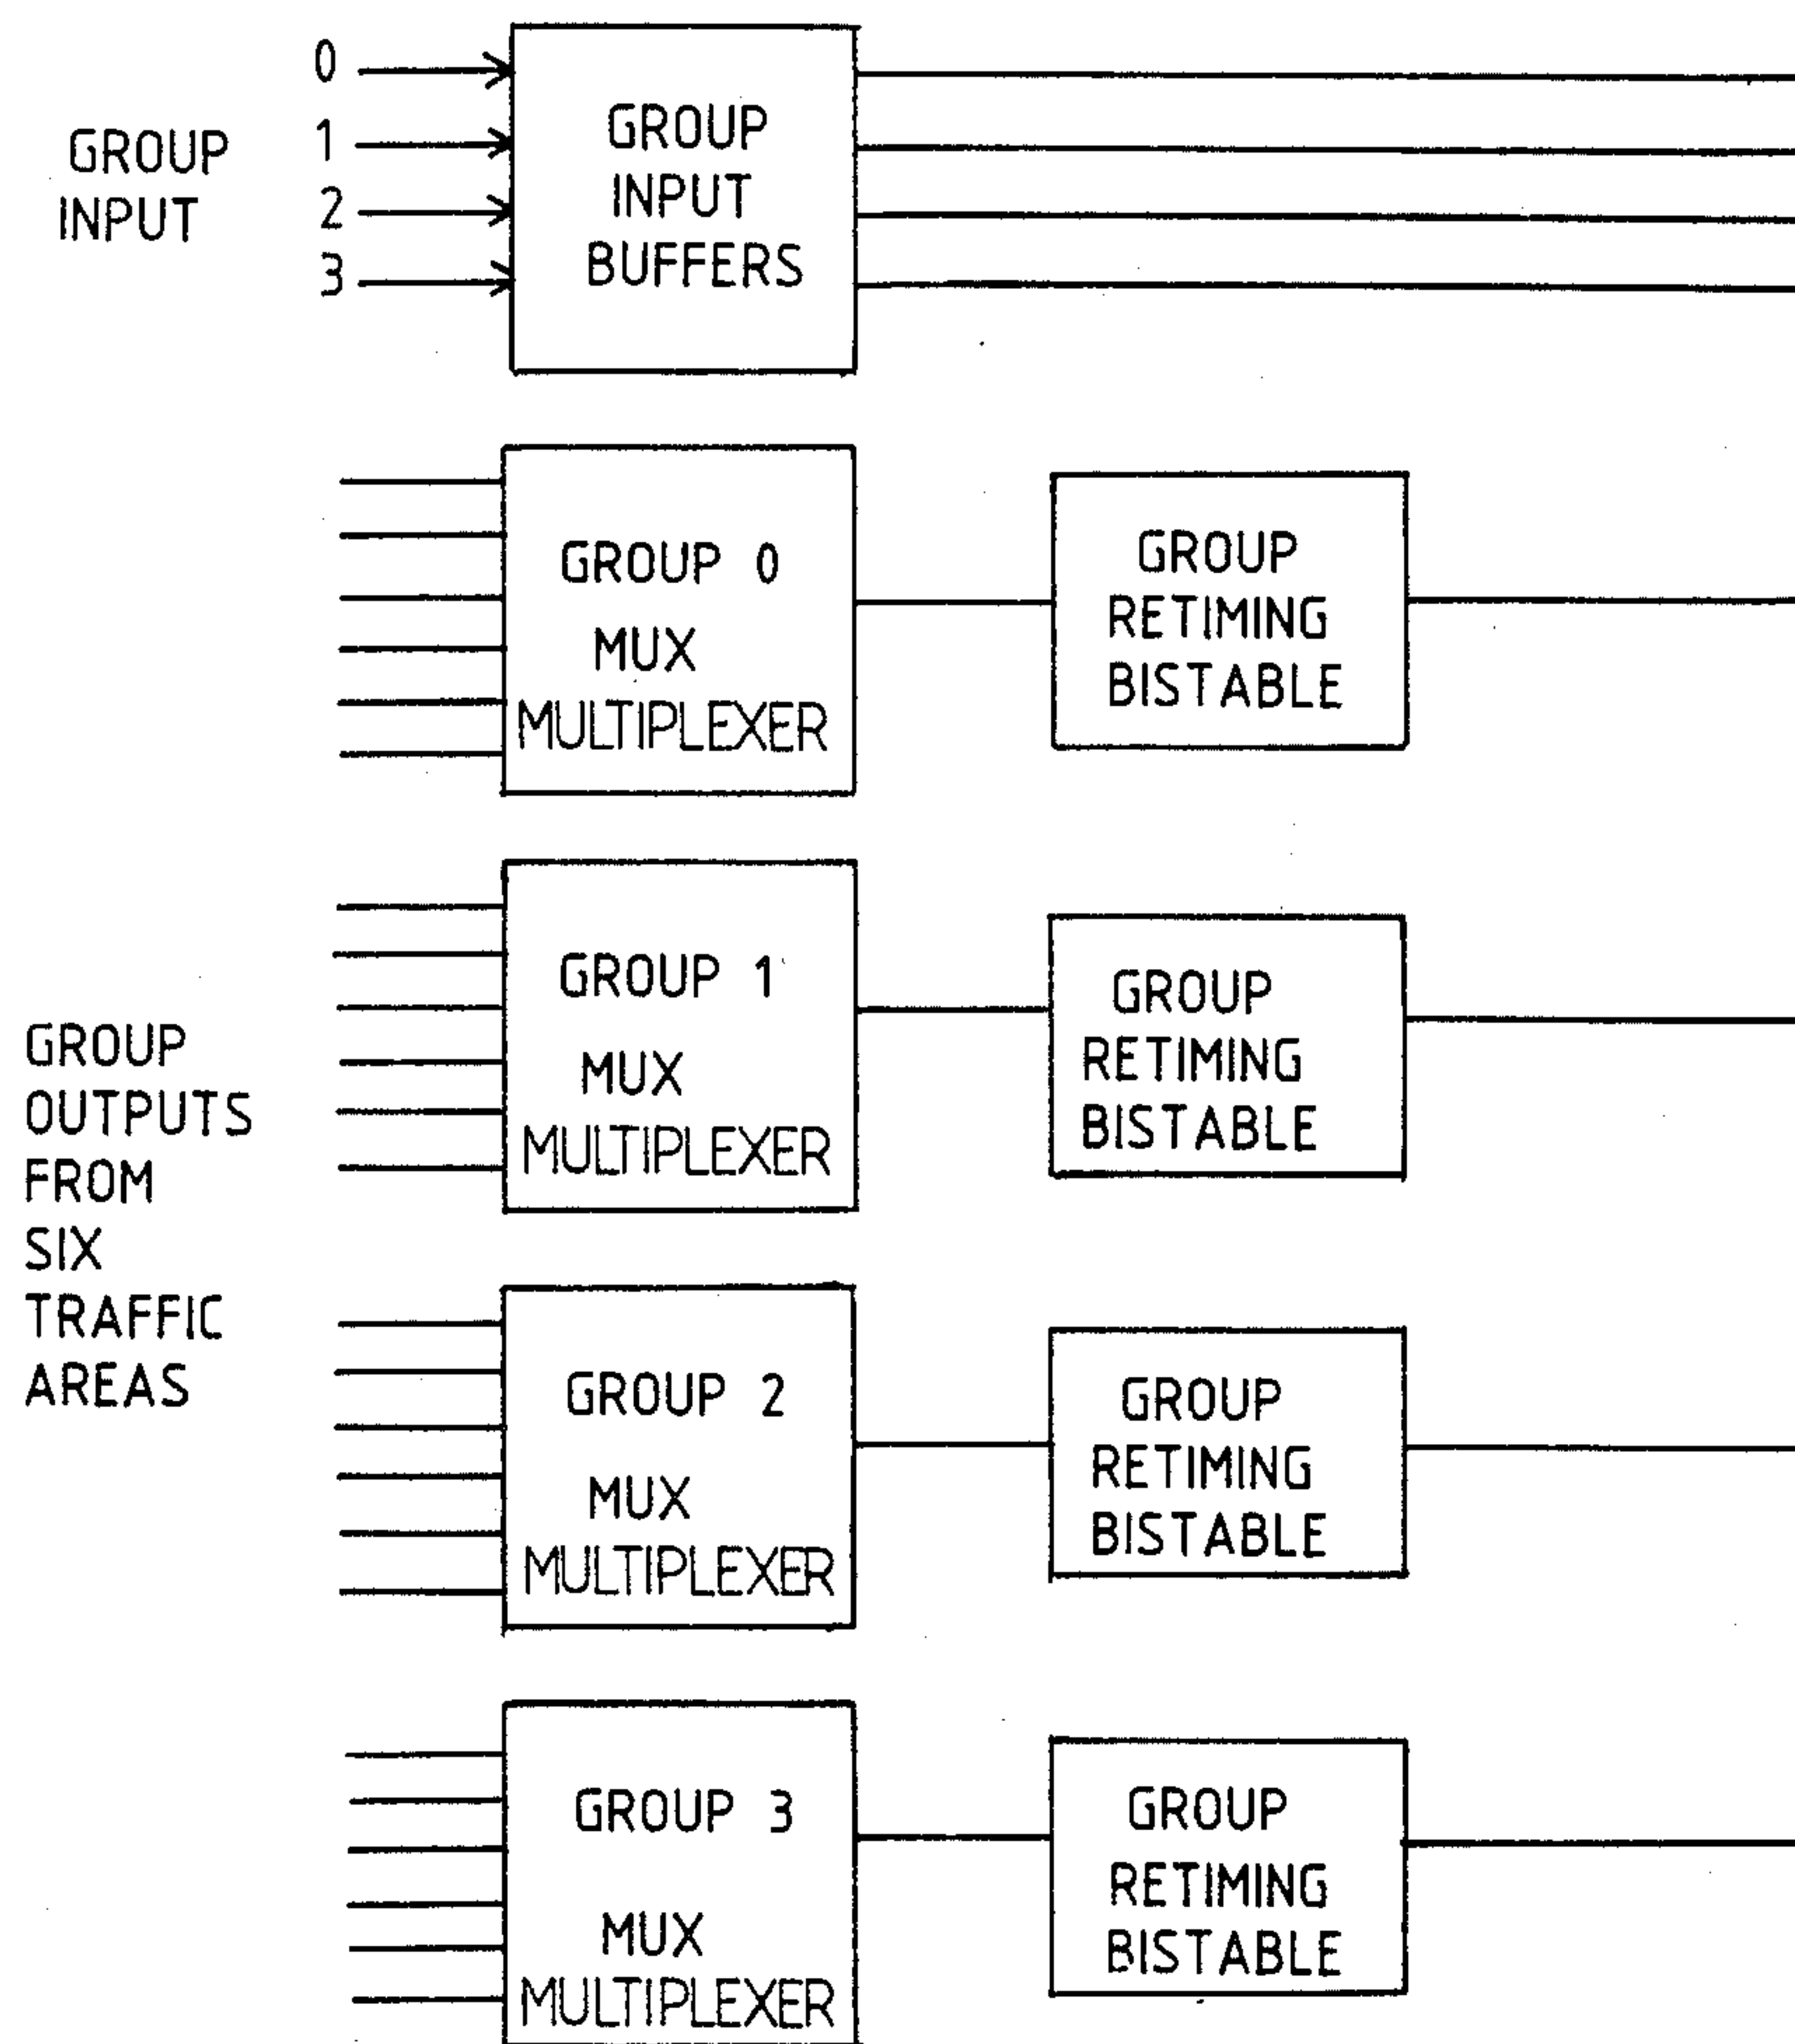 GROUP
INPUT
0
1
2
3
GROUP
INPUT
BUFFERS
GROUP 0
MUX
MULTIPLEXER
GROUP
RETIMING
BISTABLE
GROUP
OUTPUTS
FROM
SIX
TRAFFIC
AREAS
GROUP 1
MUX
MULTIPLEXER
GROUP
RETIMING
BISTABLE
GROUP 2
MUX
MULTIPLEXER
GROUP
RETIMING
BISTABLE
GROUP 3
MUX
MULTIPLEXER
GROUP
RETIMING
BISTABLE